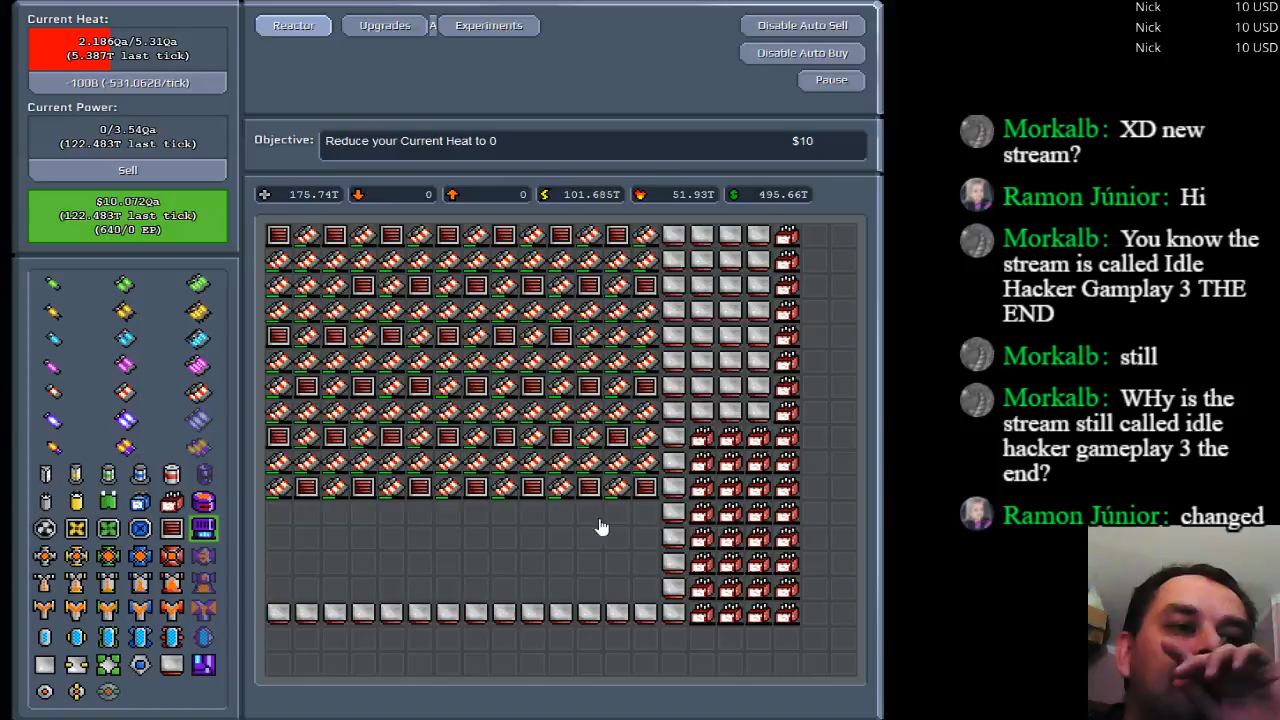 Current Heat:
2.186Qa/5.31Qa
(5.387T last tick)
-100B (-531.062B/tick)
Current Power:
0/3.54Qa
(122.483T last tick)
Sell
$10.072Qa
(122.483T last tick)
(640/0 EP)
Reactor
Upgrades
A
Experiments
Disable Auto Sell
Disable Auto Buy
Pause
Objective:
Reduce your Current Heat to 0
$10
175.74T
0
0
101.685T
51.93T
495.66T
Nick 10 USD
Nick 10 USD
Nick 10 USD
Morkalb: XD new
stream?
Ramon Júnior: Hi
Morkalb: You know the
stream is called Idle
Hacker Gamplay 3 THE
END
Morkalb: still
Morkalb: WHy is the
stream still called idle
hacker gameplay 3 the
end?
Ramon Júnior: changed